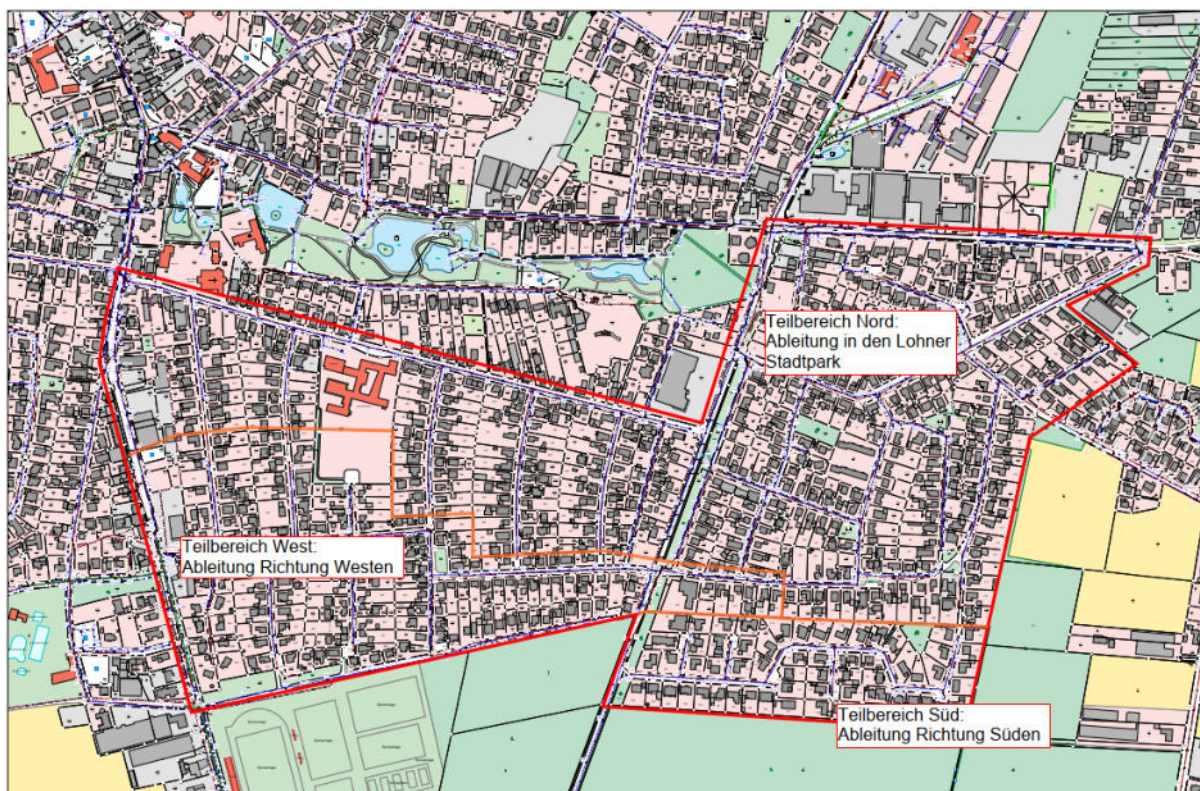 Teilbereich Nord:
Ableitung in den Lohner
Stadtpark
Teilbereich West:
Ableitung Richtung Westen
Teilbereich Süd:
Ableitung Richtung Süden